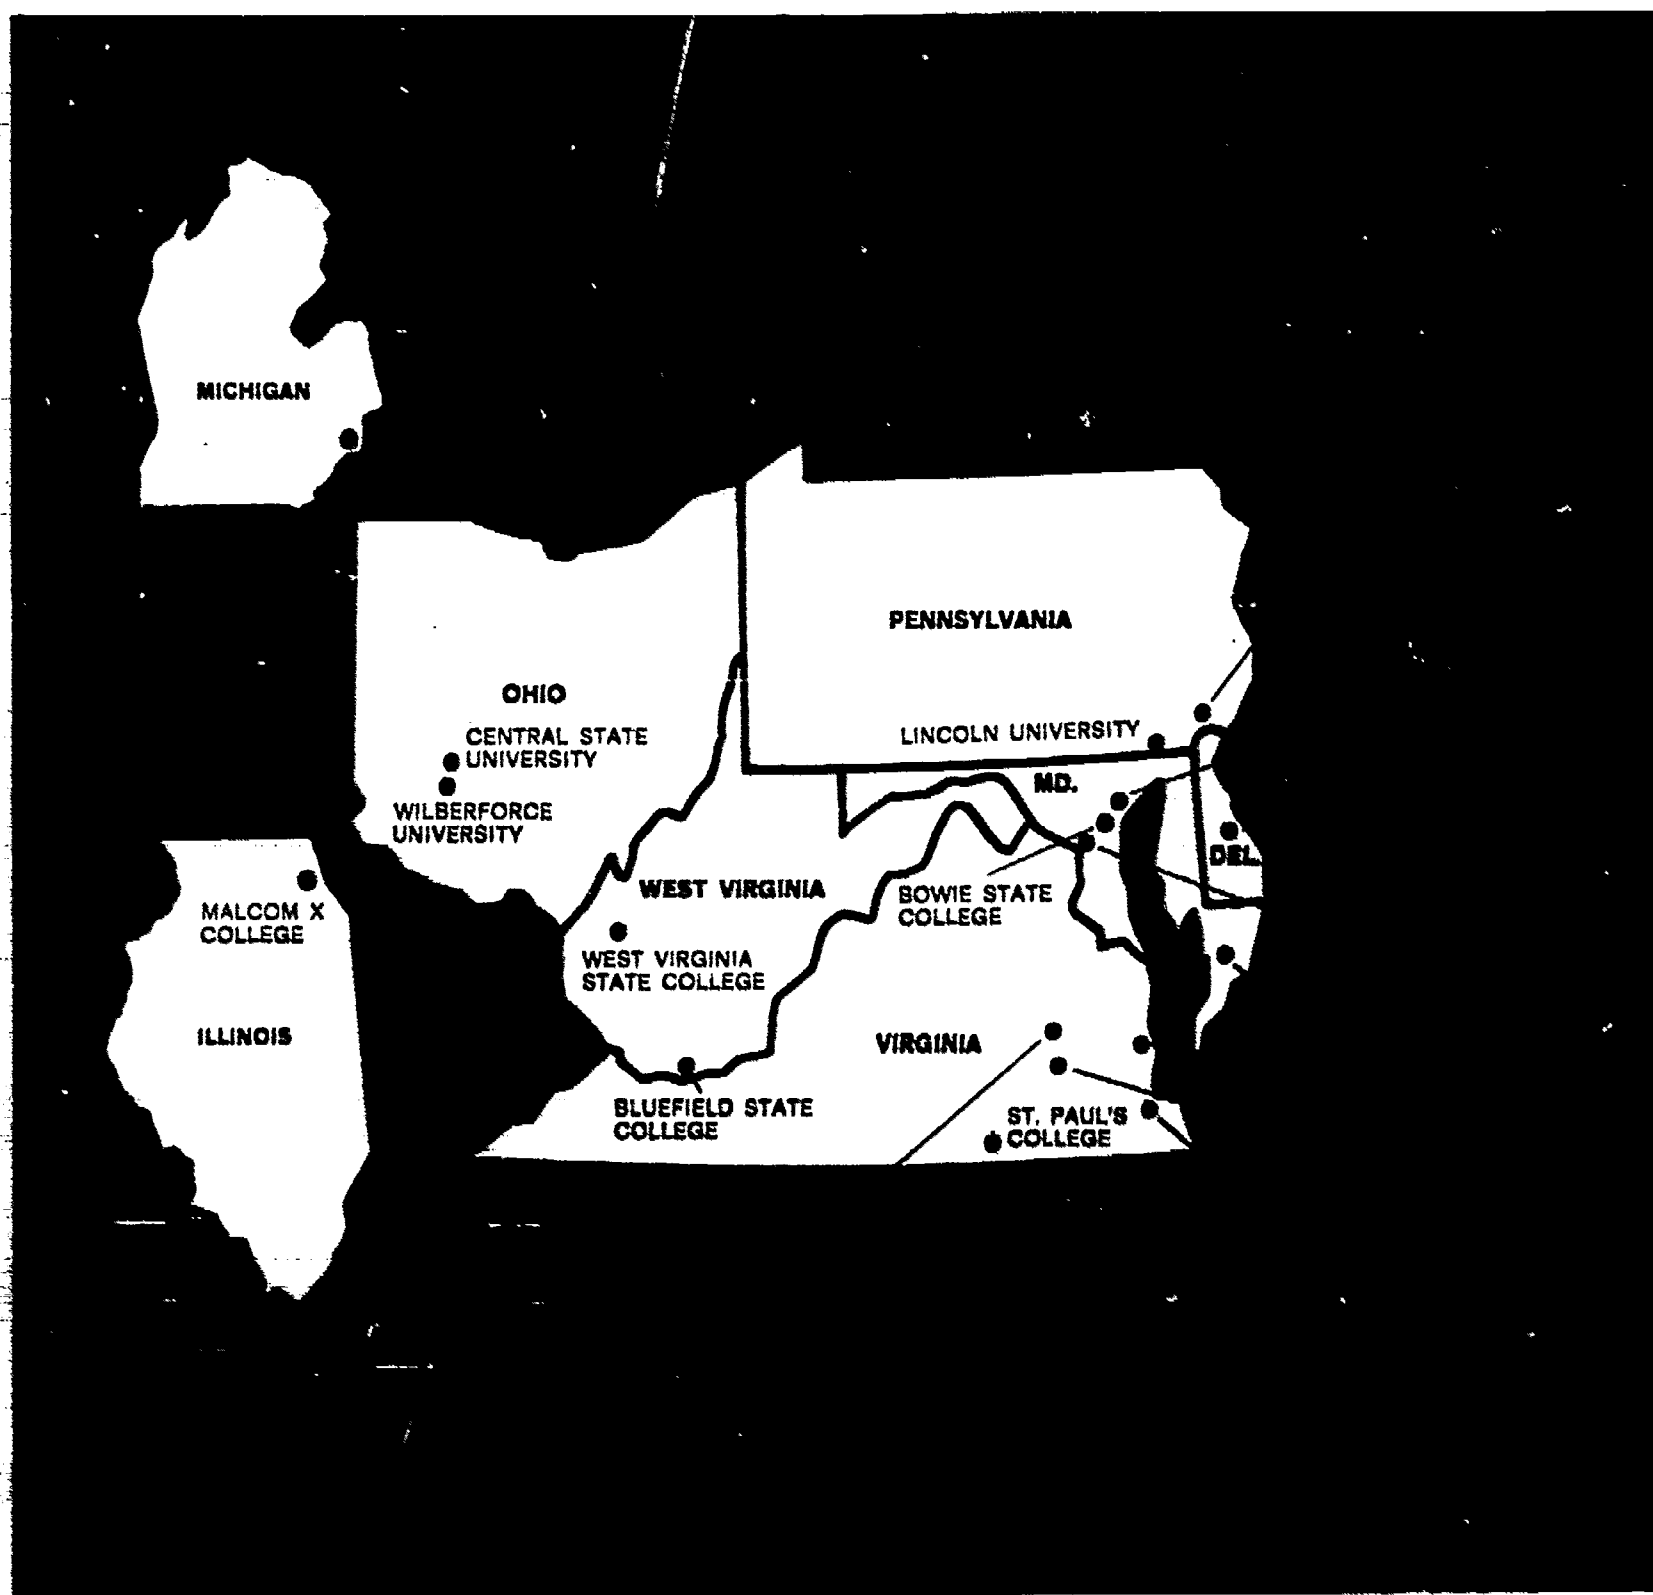 MICHIGAN
PENNSYLVANIA
OHIO
CENTRAL STATE
UNIVERSITY
WILBERFORCE
UNIVERSITY
LINCOLN UNIVERSITY
MD.
DEL.
MALCOM X
COLLEGE
ILLINOIS
WEST VIRGINIA
WEST VIRGINIA
STATE COLLEGE
BOWIE STATE
COLLEGE
VIRGINIA
BLUEFIELD STATE
COLLEGE
ST. PAUL'S
COLLEGE